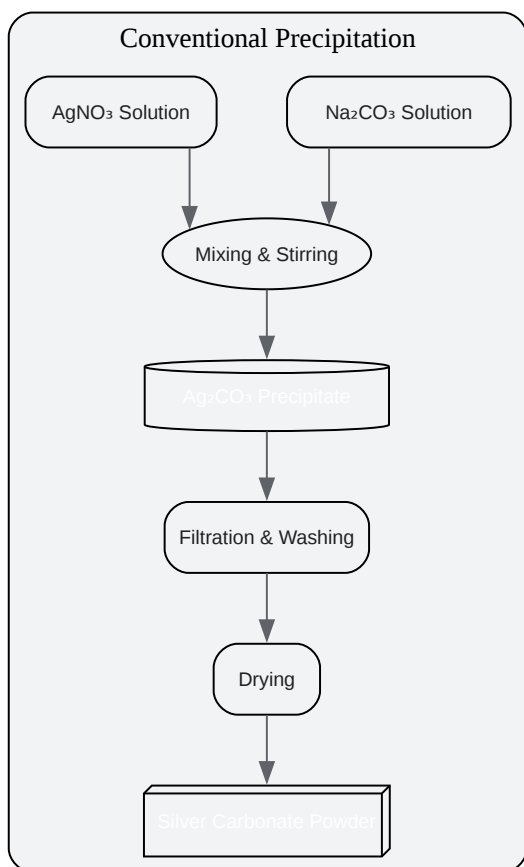 Conventional Precipitation
AgNO₃ Solution
Na₂CO₃ Solution
Mixing & Stirring
Ag₂CO₃ Precipitate
Filtration & Washing
Drying
Silver Carbonate Powder